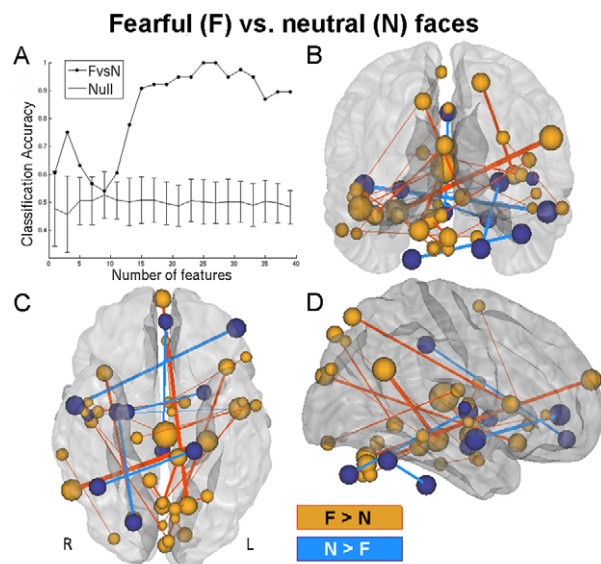 Fearful (F) vs. neutral (N) faces
A
B
FvsN
Null
Classification Accuracy
1
0.9
0.8
0.7
0.6
0.5
0.4
0 5 10 15 20 25 30 35 40
Number of features
C
D
R L
F > N
N > F